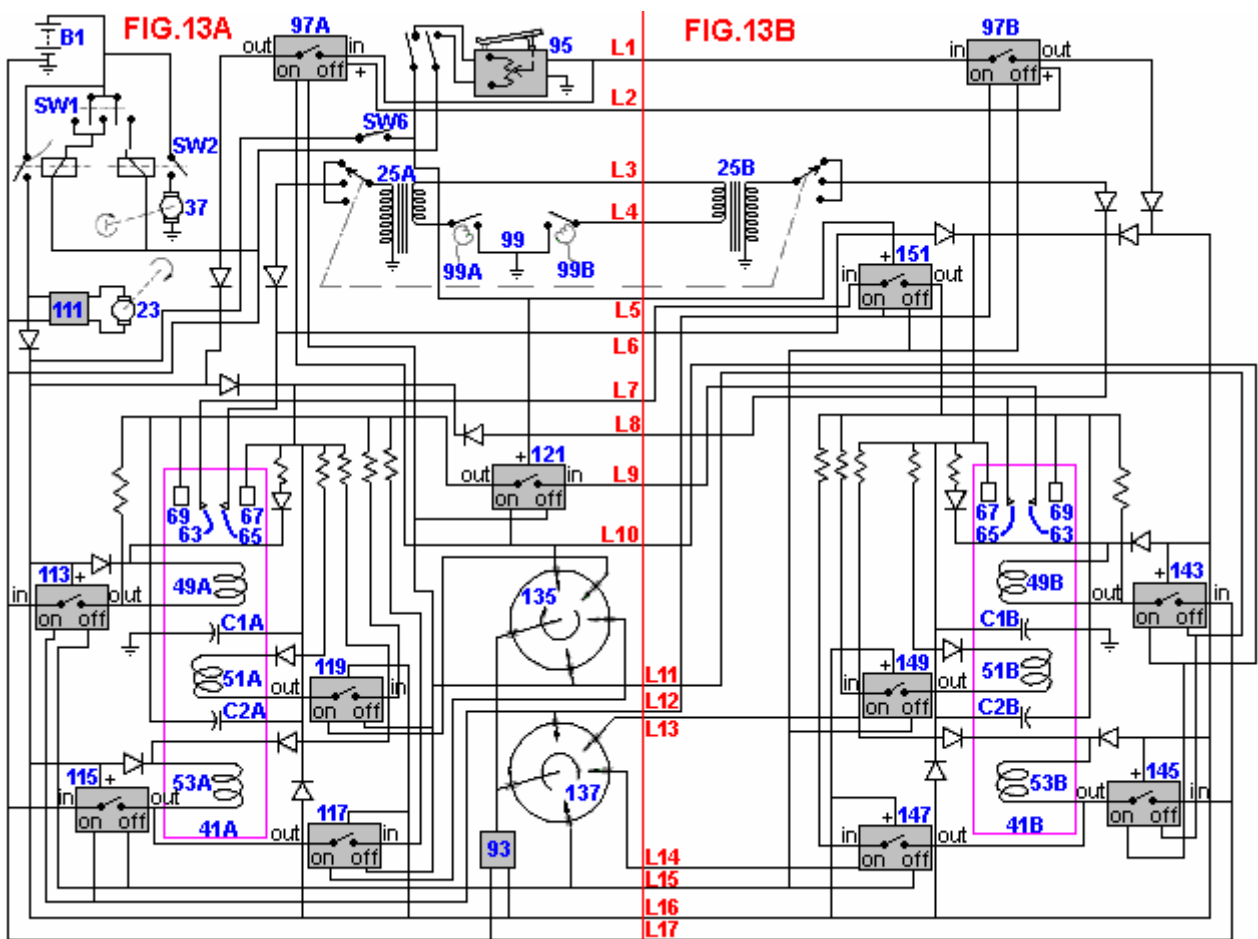 FIG.13A
FIG.13B
B1
97A
out
in
on
off
+
95
L1
97B
in
out
on
off
+
L2
SW1
SW6
SW2
25A
L3
25B
37
L4
99
99A
99B
151
+
in
out
on
off
111
23
L5
L6
L7
L8
121
+
out
in
on
off
L9
69
67
63
65
67
69
65
63
L10
113
+
in
out
on
off
49A
135
49B
143
+
out
in
on
off
C1A
C1B
51A
119
out
in
on
off
L11
149
+
in
out
on
off
51B
L12
C2A
L13
C2B
115
+
in
out
on
off
53A
137
53B
145
+
out
in
on
off
41A
117
out
in
on
off
93
147
+
in
out
on
off
41B
L14
L15
L16
L17